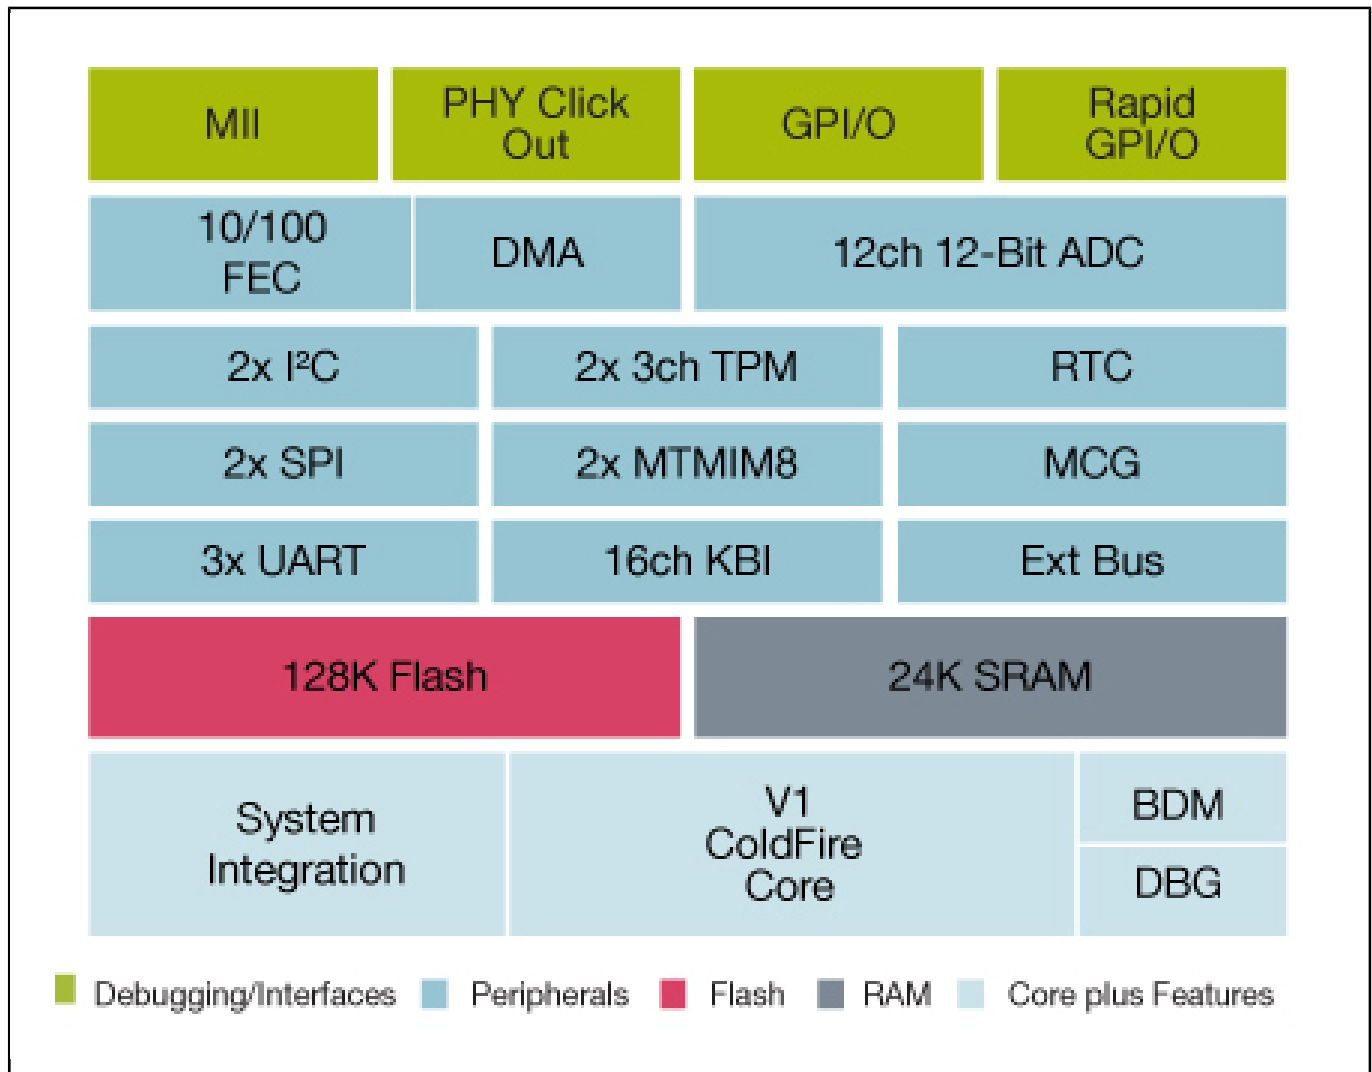 MII
PHY Click
Out
GPI/O
Rapid
GPI/O
10/100
FEC
DMA
12ch 12-Bit ADC
2x I²C
2x 3ch TPM
RTC
2x SPI
2x MTMIM8
MCG
3x UART
16ch KBI
Ext Bus
128K Flash
24K SRAM
System
Integration
V1
ColdFire
Core
BDM
DBG
Debugging/Interfaces
Peripherals
Flash
RAM
Core plus Features